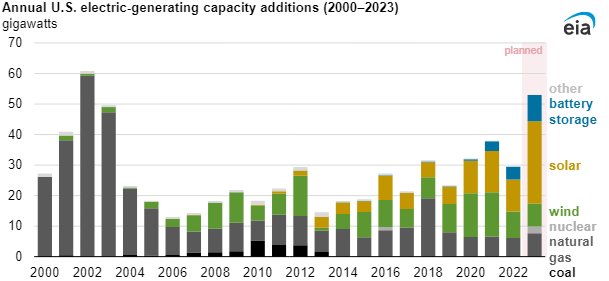 Annual U.S. electric-generating capacity additions (2000–2023)
gigawatts
eia
planned
70
60
50
40
30
20
10
0
2000 2002 2004 2006 2008 2010 2012 2014 2016 2018 2020 2022
other
battery
storage
solar
wind
nuclear
natural
gas
coal